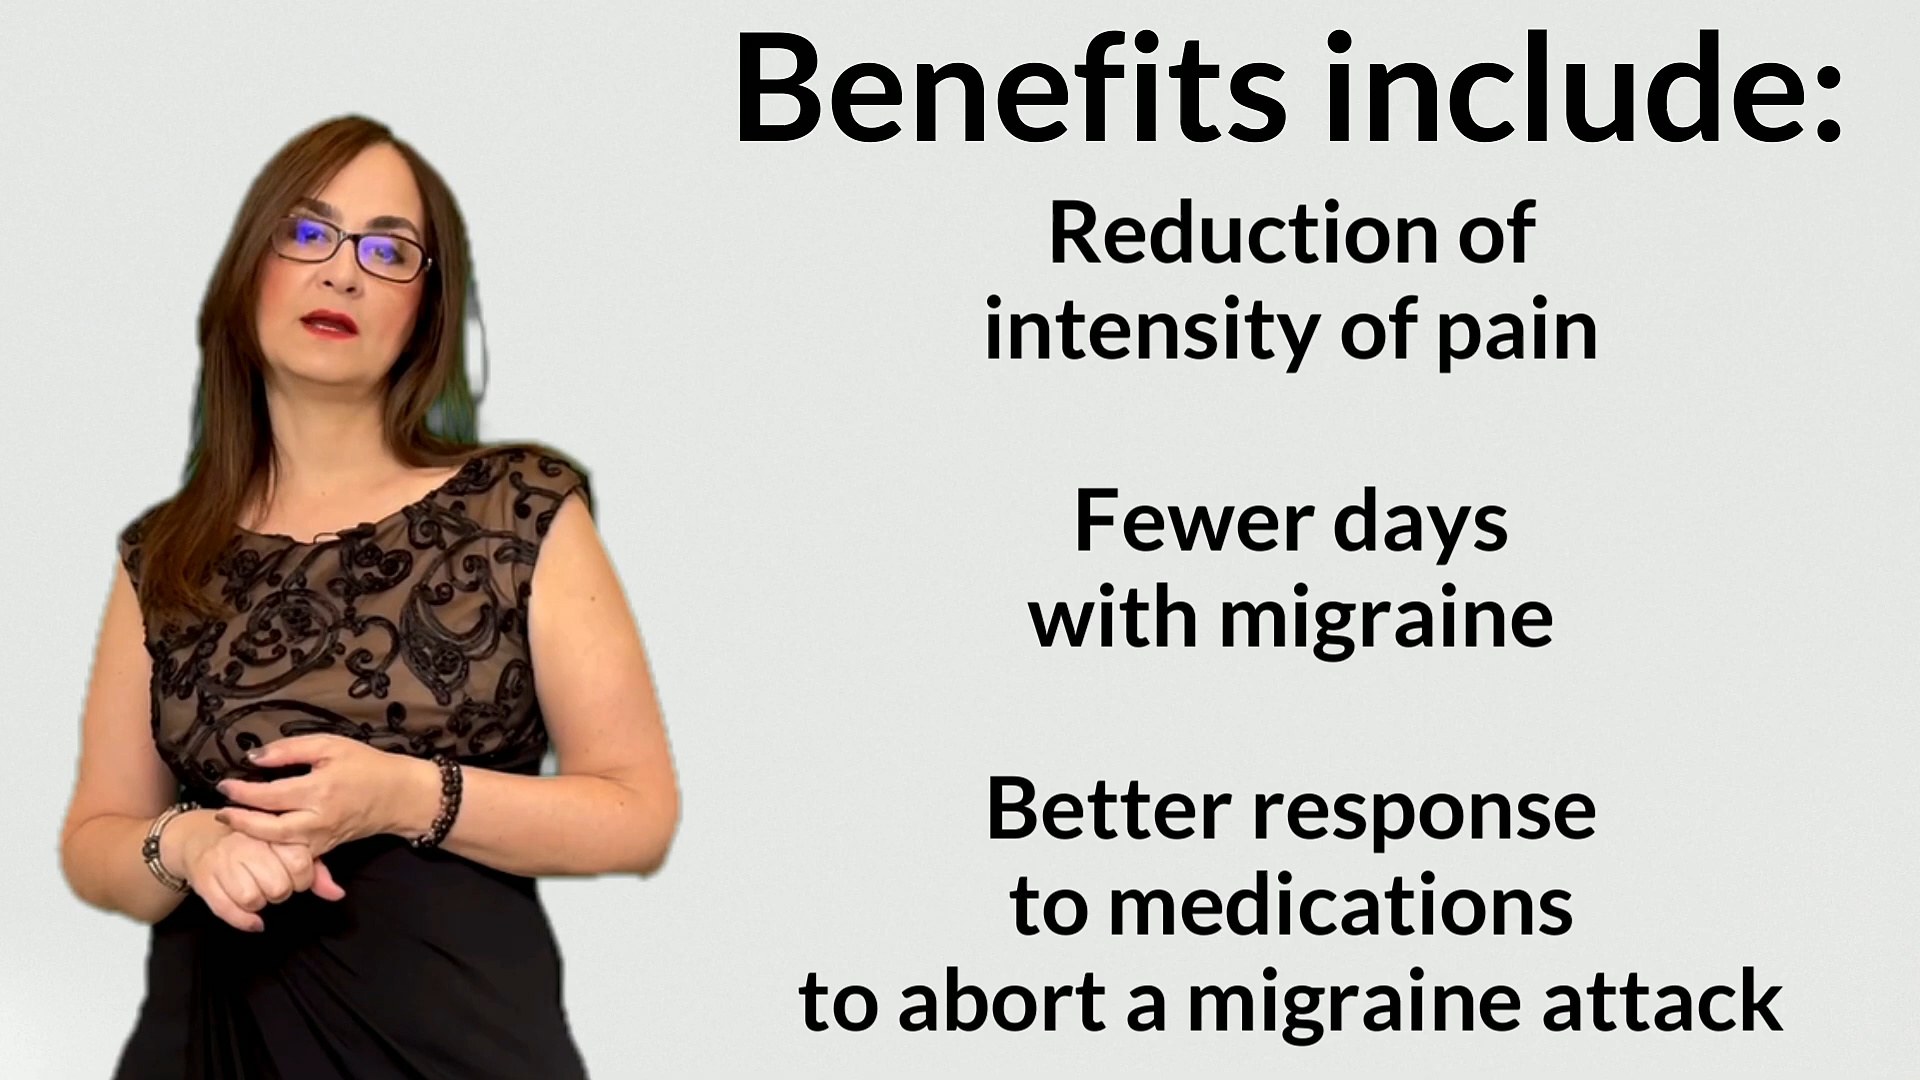 Benefits include:
Reduction of
intensity of pain
Fewer days
with migraine
Better response
to medications
to abort a migraine attack